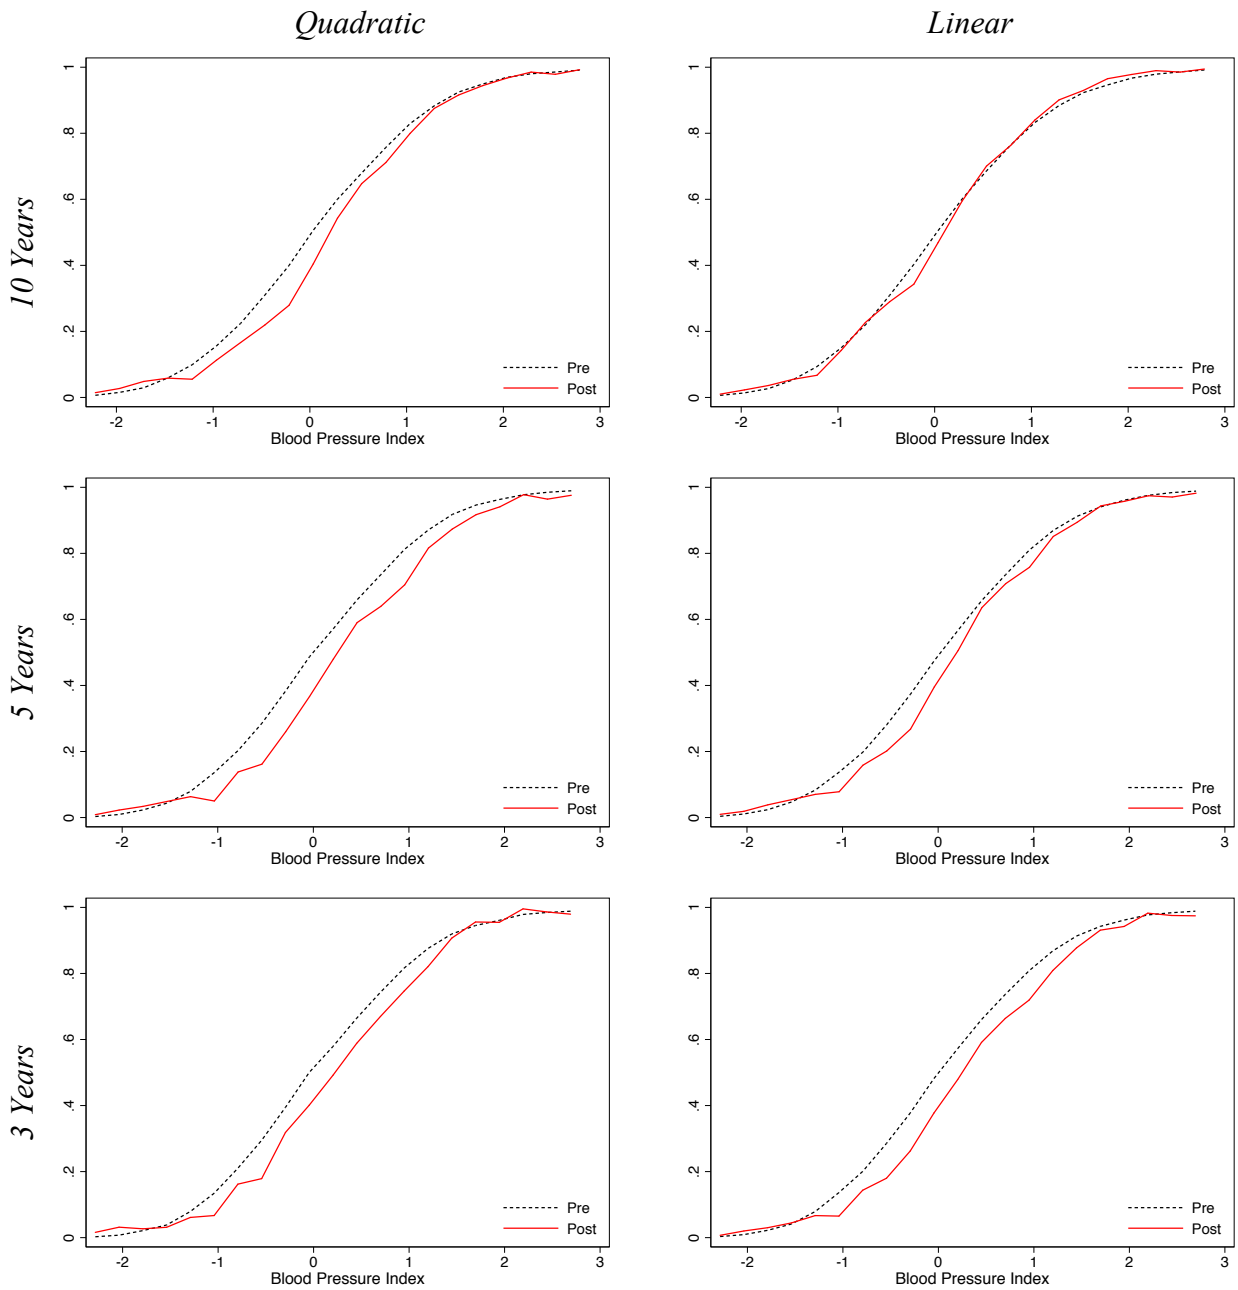 Quadratic
Linear
10 Years
1
.8
.6
.4
.2
0
-2 -1 0 1 2 3
Blood Pressure Index
Pre
Post
1
.8
.6
.4
.2
0
-2 -1 0 1 2 3
Blood Pressure Index
Pre
Post
5 Years
1
.8
.6
.4
.2
0
-2 -1 0 1 2 3
Blood Pressure Index
Pre
Post
1
.8
.6
.4
.2
0
-2 -1 0 1 2 3
Blood Pressure Index
Pre
Post
3 Years
1
.8
.6
.4
.2
0
-2 -1 0 1 2 3
Blood Pressure Index
Pre
Post
1
.8
.6
.4
.2
0
-2 -1 0 1 2 3
Blood Pressure Index
Pre
Post